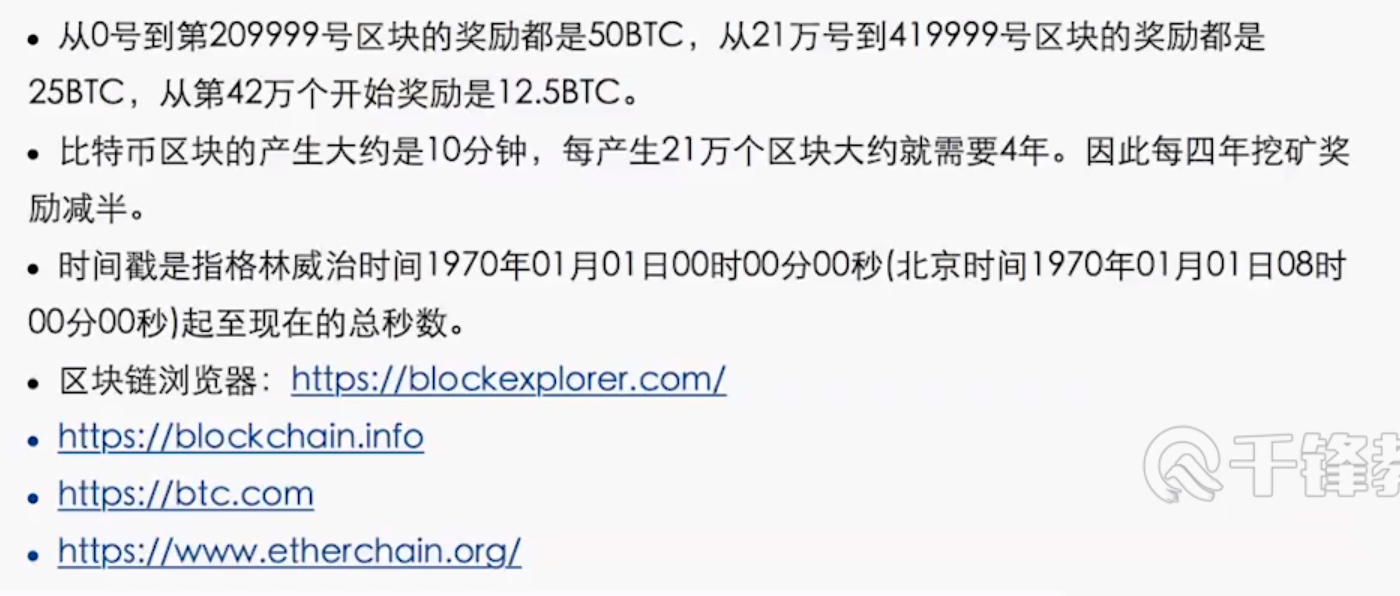 • 从0号到第209999号区块的奖励都是50BTC，从21万号到419999号区块的奖励都是
25BTC，从第42万个开始奖励是12.5BTC。
• 比特币区块的产生大约是10分钟，每产生21万个区块大约就需要4年。因此每四年挖矿奖
励减半。
• 时间戳是指格林威治时间1970年01月01日00时00分00秒(北京时间1970年01月01日08时
00分00秒)起至现在的总秒数。
• 区块链浏览器：https://blockexplorer.com/
• https://blockchain.info
• https://btc.com
千锋教
• https://www.etherchain.org/